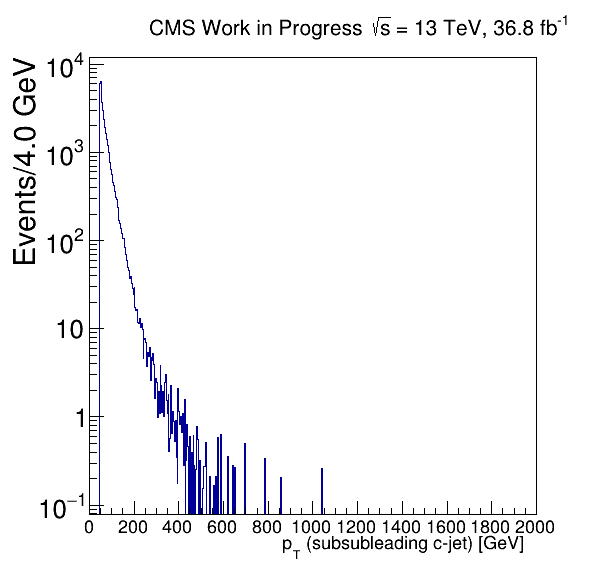 CMS Work in Progress √s = 13 TeV, 36.8 fb⁻¹
Events/4.0 GeV
10⁴
10³
10²
10
1
10⁻¹
0 200 400 600 800 1000 1200 1400 1600 1800 2000
p_T (subsubleading c-jet) [GeV]